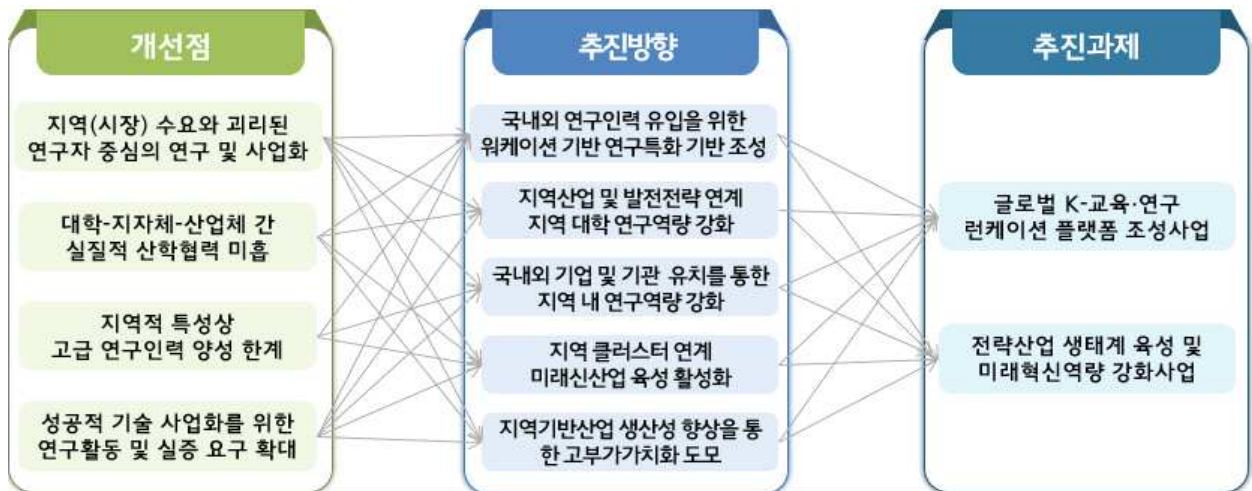 개선점
지역(시장) 수요와 괴리된
연구자 중심의 연구 및 사업화
대학-지자체-산업체 간
실질적 산학협력 미흡
지역적 특성상
고급 연구인력 양성 한계
성공적 기술 사업화를 위한
연구활동 및 실증 요구 확대
추진방향
국내외 연구인력 유입을 위한
워케이션 기반 연구특화 기반 조성
지역산업 및 발전전략 연계
지역 대학 연구역량 강화
국내외 기업 및 기관 유치를 통한
지역 내 연구역량 강화
지역 클러스터 연계
미래신산업 육성 활성화
지역기반산업 생산성 향상을 통
한 고부가가치화 도모
추진과제
글로벌 K-교육·연구
런케이션 플랫폼 조성사업
전략산업 생태계 육성 및
미래혁신역량 강화사업